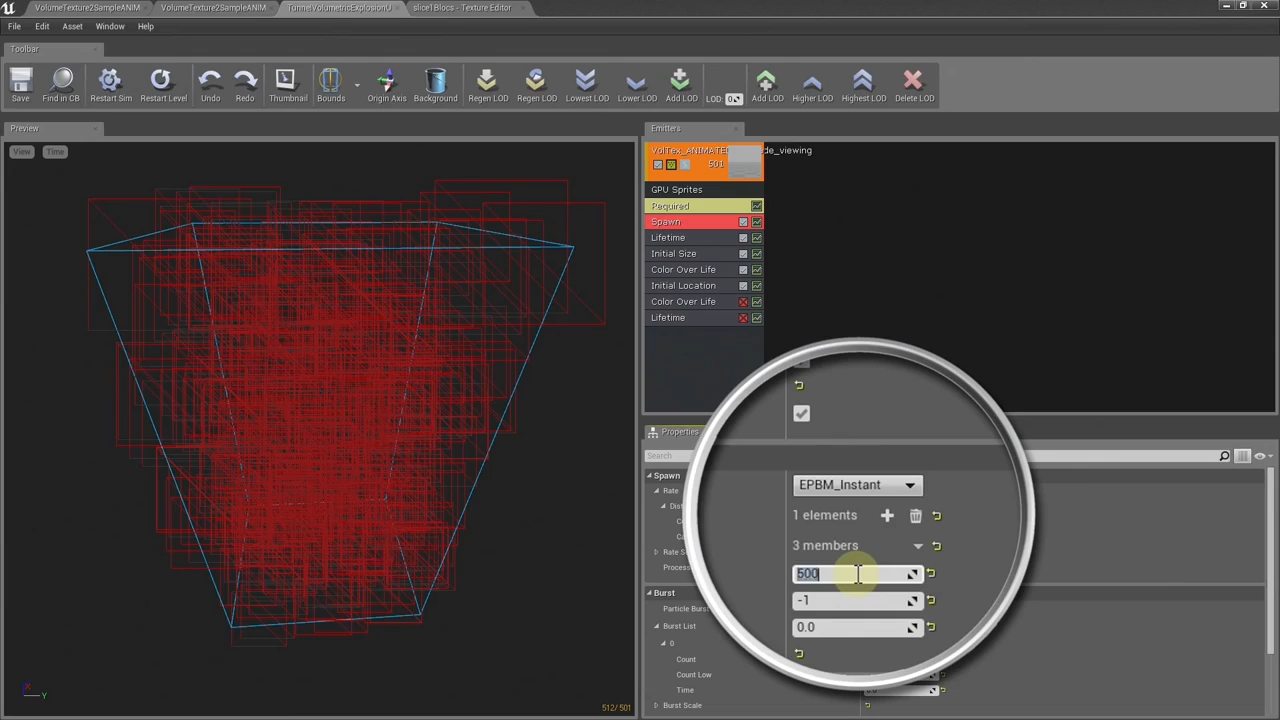 VolumeTexture2SampleANIM
VolumeTexture2SampleANIM
TunnelVolumetricExplosionU
slice1Blocs - Texture Editor
File Edit Asset Window Help
Toolbar
Save
Find in CB
Restart Sim
Restart Level
Undo
Redo
Thumbnail
Bounds
Origin Axis
Background
Regen LOD
Regen LOD
Lowest LOD
Lower LOD
Add LOD
LOD: 0
Add LOD
Higher LOD
Highest LOD
Delete LOD
Preview
View Time
X
Y
512/501
Emitters
501
GPU Sprites
Required
Spawn
Lifetime
Initial Size
Color Over Life
Initial Location
Color Over Life
Lifetime
Properties
Search
Spawn
Rate
Rate
Burst
Burst List
0
Count
Count Low
Time
Burst Scale
EPBM_Instant
1 elements
3 members
500
-1
0.0